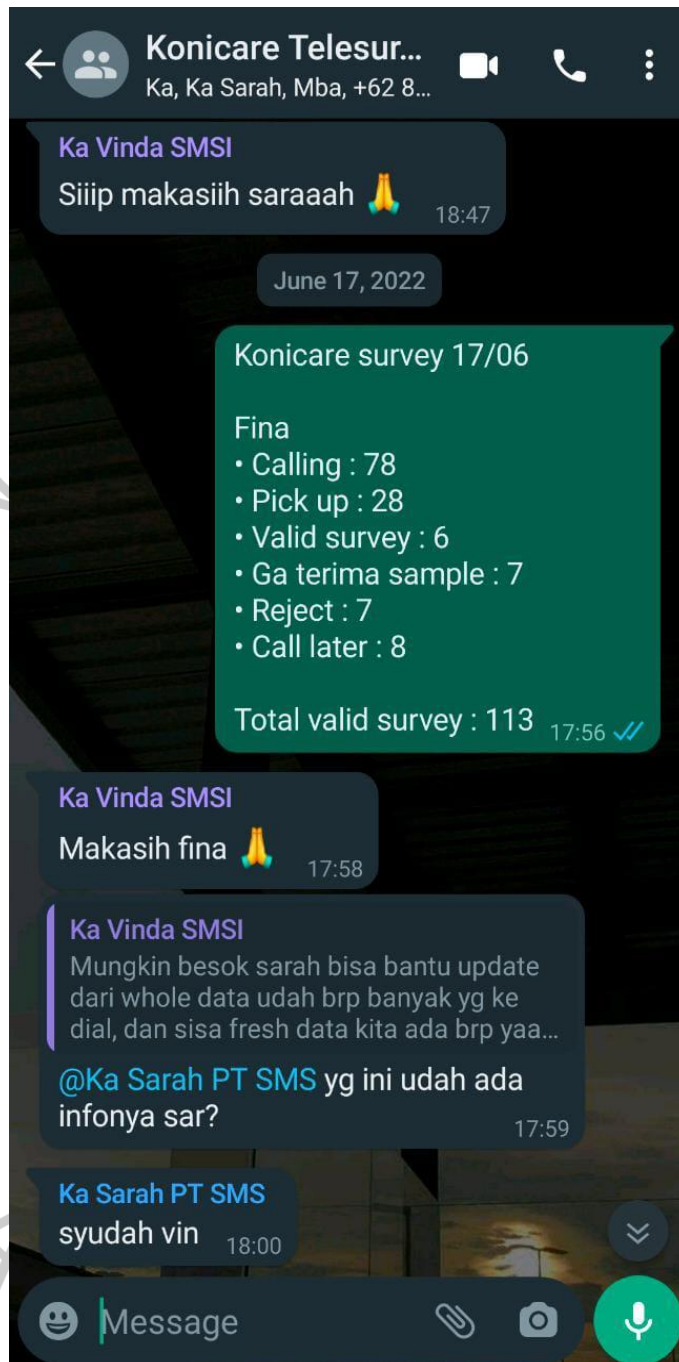 Konicare Telesur...
Ka, Ka Sarah, Mba, +62 8...
Ka Vinda SMSI
Siiip makasiih saraaah 🙏
18:47
June 17, 2022
Konicare survey 17/06
Fina
• Calling : 78
• Pick up : 28
• Valid survey : 6
• Ga terima sample : 7
• Reject : 7
• Call later : 8
Total valid survey : 113
17:56
Ka Vinda SMSI
Makasih fina 🙏
17:58
Ka Vinda SMSI
Mungkin besok sarah bisa bantu update
dari whole data udah brp banyak yg ke
dial, dan sisa fresh data kita ada brp yaa...
@Ka Sarah PT SMS yg ini udah ada
infonya sar?
17:59
Ka Sarah PT SMS
syudah vin
18:00
Message